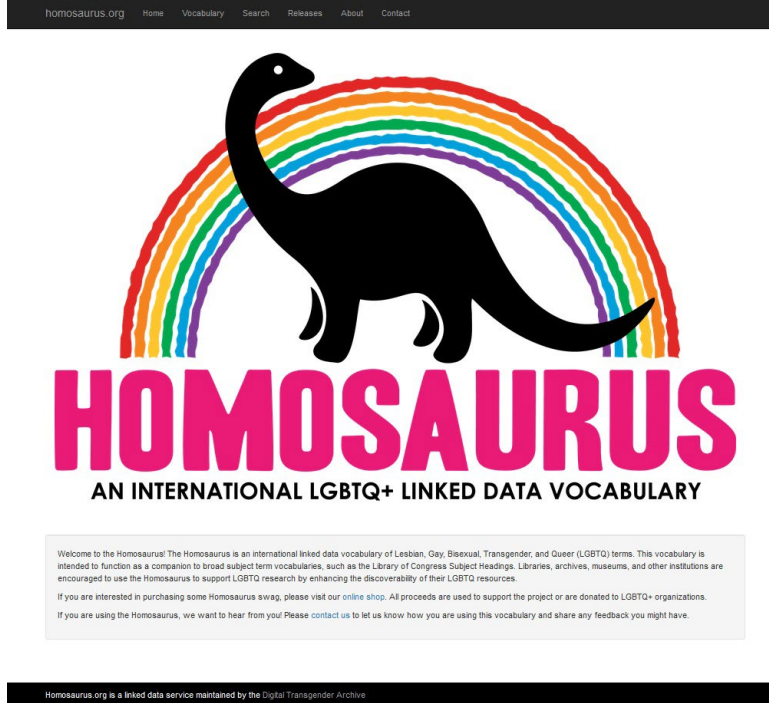 homosaurus.org Home Vocabulary Search Releases About Contact
HOMOSAURUS
AN INTERNATIONAL LGBTQ+ LINKED DATA VOCABULARY
Welcome to the Homosaurus! The Homosaurus is an international linked data vocabulary of Lesbian, Gay, Bisexual, Transgender, and Queer (LGBTQ) terms. This vocabulary is
intended to function as a companion to broad subject term vocabularies, such as the Library of Congress Subject Headings. Libraries, archives, museums, and other institutions are
encouraged to use the Homosaurus to support LGBTQ research by enhancing the discoverability of their LGBTQ resources.
If you are interested in purchasing some Homosaurus swag, please visit our online shop. All proceeds are used to support the project or are donated to LGBTQ+ organizations.
If you are using the Homosaurus, we want to hear from you! Please contact us to let us know how you are using this vocabulary and share any feedback you might have.
Homosaurus.org is a linked data service maintained by the Digital Transgender Archive